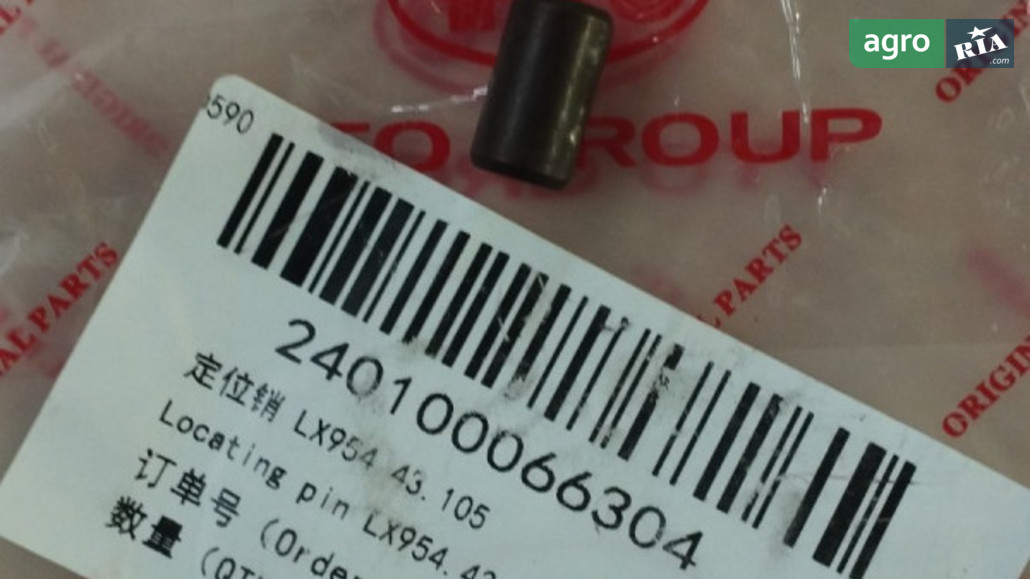 agro
RIA
.com
GROUP
590
240100066304
定位销 LX954.43.105
Locating pin LX954.43
订单号 (Order
数量 (QT
AL PARTS
PARTS
ORIGIN